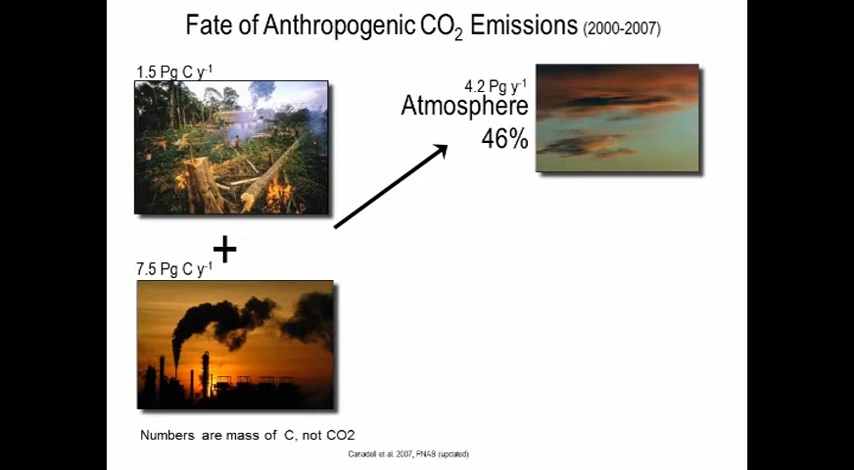 Fate of Anthropogenic CO₂ Emissions (2000-2007)
1.5 Pg C y⁻¹
4.2 Pg y⁻¹
Atmosphere
46%
+
7.5 Pg C y⁻¹
Numbers are mass of C, not CO2
Canadell et al. 2007, PNAS (updated)